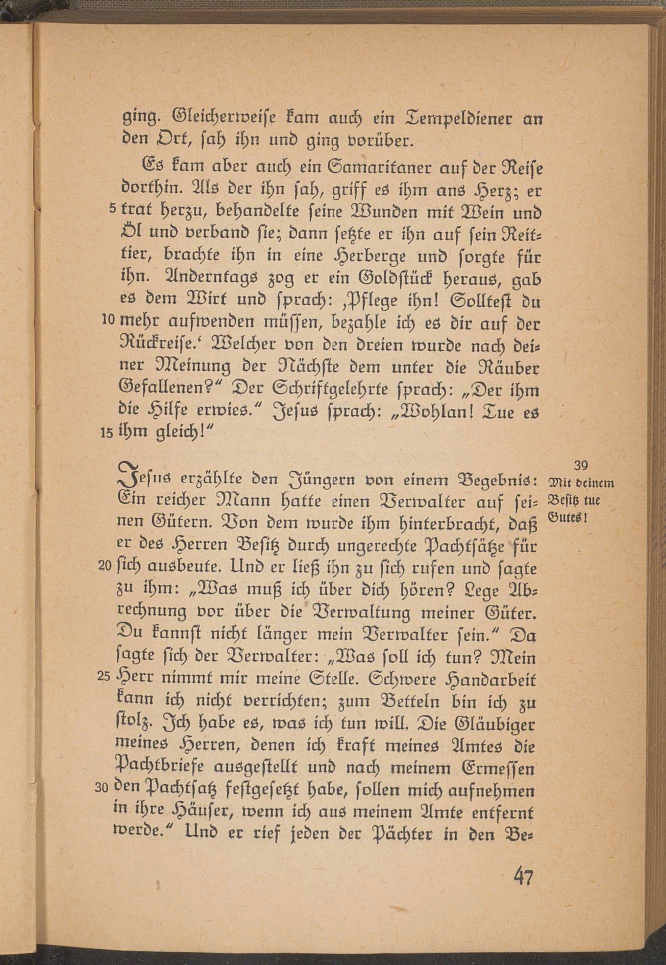 ging. Gleicherweise kam auch ein Tempeldiener an
den Ort, sah ihn und ging vorüber.
Es kam aber auch ein Samaritaner auf der Reise
dorthin. Als der ihn sah, griff es ihm ans Herz; er
5 trat herzu, behandelte seine Wunden mit Wein und
Öl und verband sie; dann setzte er ihn auf sein Reit-
tier, brachte ihn in eine Herberge und sorgte für
ihn. Anderntags zog er ein Goldstück heraus, gab
es dem Wirt und sprach: ‚Pflege ihn! Solltest du
10 mehr aufwenden müssen, bezahle ich es dir auf der
Rückreise.‘ Welcher von den dreien wurde nach dei-
ner Meinung der Nächste dem unter die Räuber
Gefallenen?“ Der Schriftgelehrte sprach: „Der ihm
die Hilfe erwies.“ Jesus sprach: „Wohlan! Tue es
15 ihm gleich!“
39
Mit deinem
Besitz tue
Gutes!
Jesus erzählte den Jüngern von einem Begebnis:
Ein reicher Mann hatte einen Verwalter auf sei-
nen Gütern. Von dem wurde ihm hinterbracht, daß
er des Herren Besitz durch ungerechte Pachtsätze für
20 sich ausbeute. Und er ließ ihn zu sich rufen und sagte
zu ihm: „Was muß ich über dich hören? Lege Ab-
rechnung vor über die Verwaltung meiner Güter.
Du kannst nicht länger mein Verwalter sein.“ Da
sagte sich der Verwalter: „Was soll ich tun? Mein
25 Herr nimmt mir meine Stelle. Schwere Handarbeit
kann ich nicht verrichten; zum Betteln bin ich zu
stolz. Ich habe es, was ich tun will. Die Gläubiger
meines Herren, denen ich kraft meines Amtes die
Pachtbriefe ausgestellt und nach meinem Ermessen
30 den Pachtsatz festgesetzt habe, sollen mich aufnehmen
in ihre Häuser, wenn ich aus meinem Amte entfernt
werde.“ Und er rief jeden der Pächter in den Be-
47